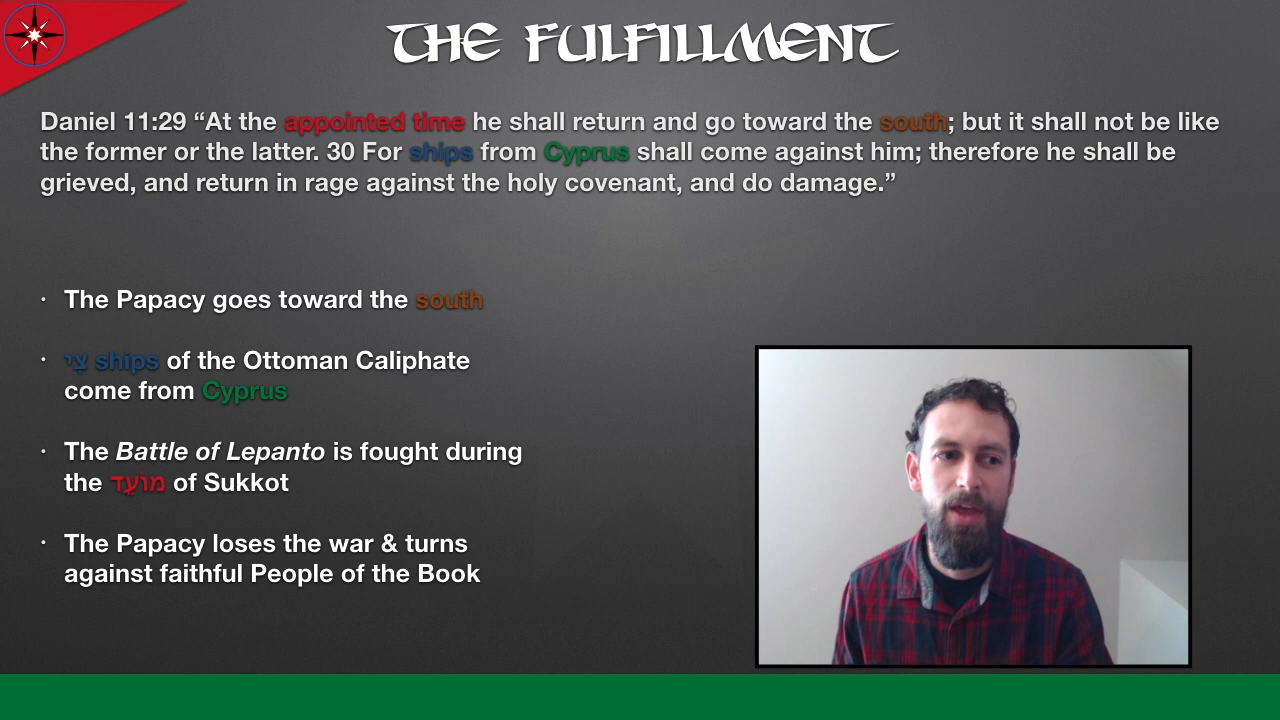 THE FULFILLMENT
Daniel 11:29 “At the appointed time he shall return and go toward the south; but it shall not be like
the former or the latter. 30 For ships from Cyprus shall come against him; therefore he shall be
grieved, and return in rage against the holy covenant, and do damage.”
· The Papacy goes toward the south
· צִי ships of the Ottoman Caliphate
come from Cyprus
· The Battle of Lepanto is fought during
the מוֹעֵד of Sukkot
· The Papacy loses the war & turns
against faithful People of the Book